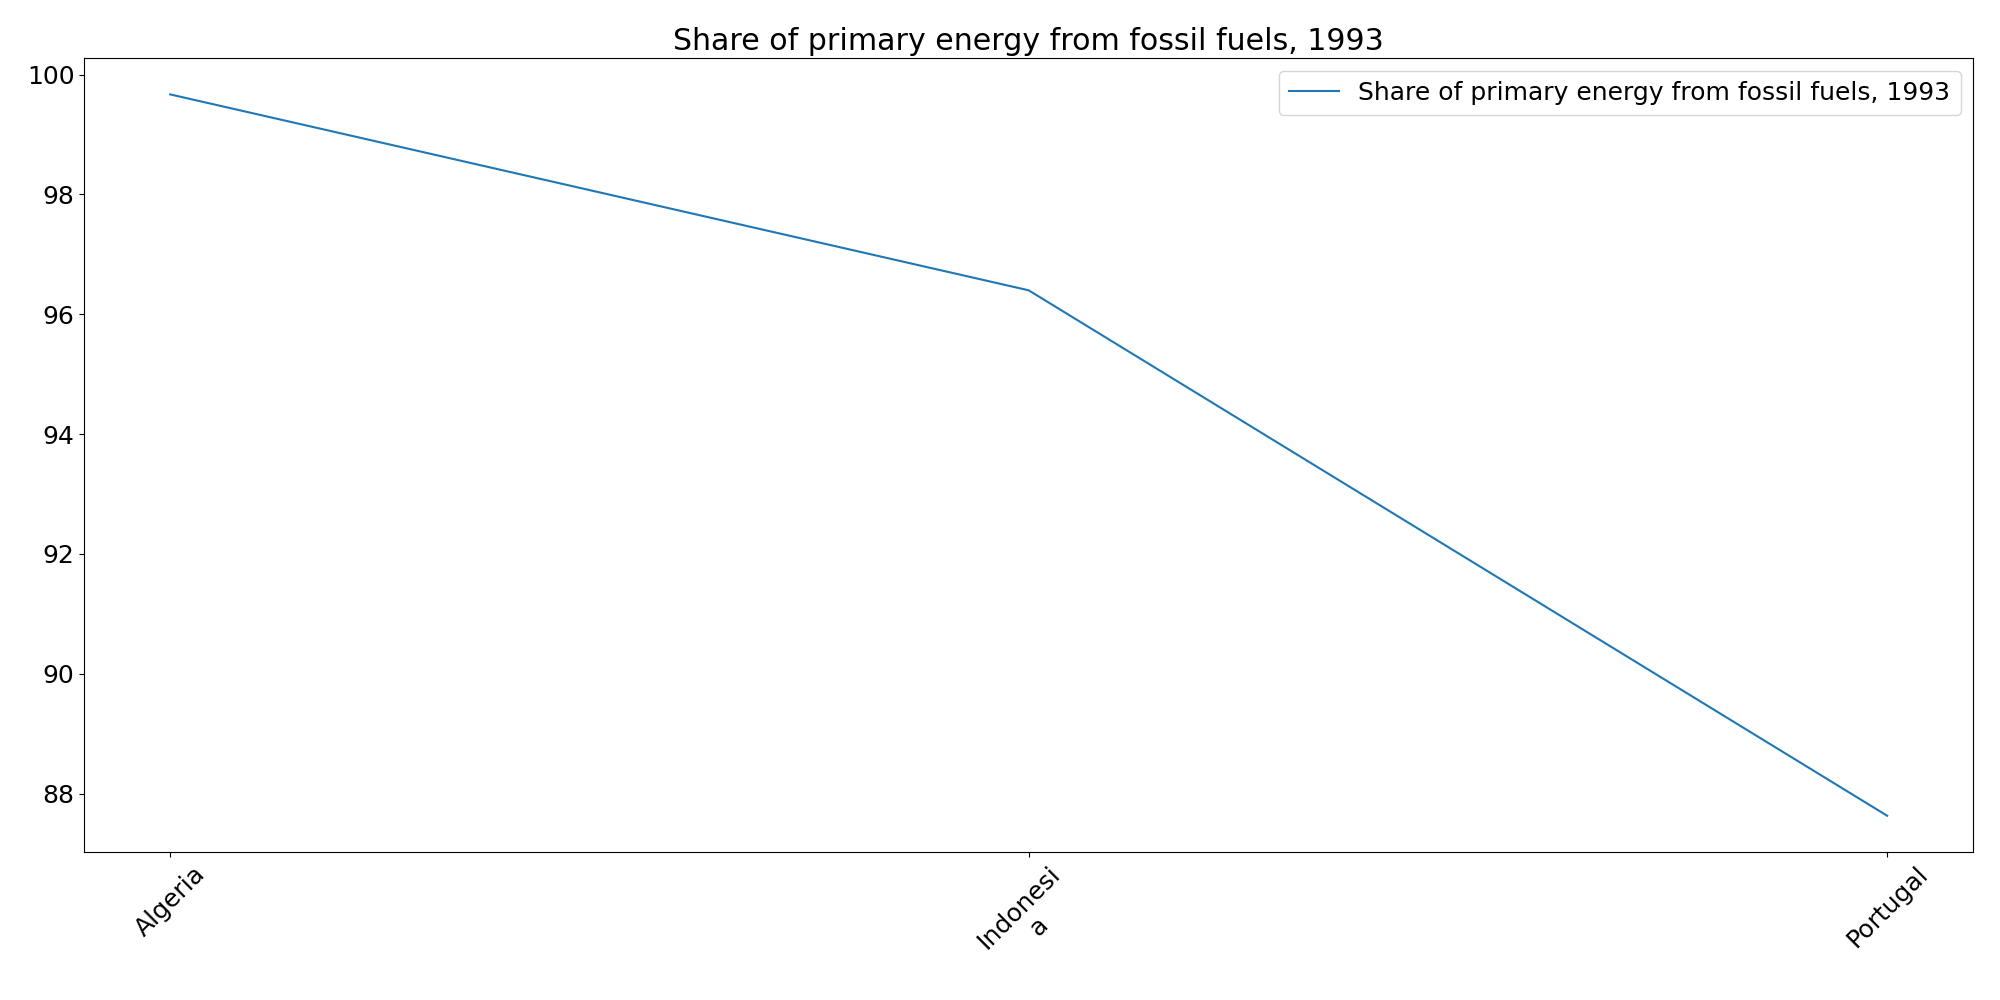 Share of primary energy from fossil fuels, 1993
Share of primary energy from fossil fuels, 1993
100
98
96
94
92
90
88
Algeria
Indonesi
a
Portugal